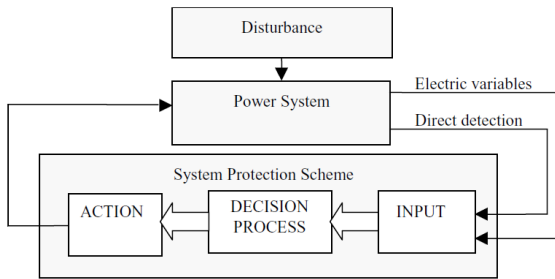 Disturbance
Power System
Electric variables
Direct detection
System Protection Scheme
ACTION
DECISION
PROCESS
INPUT